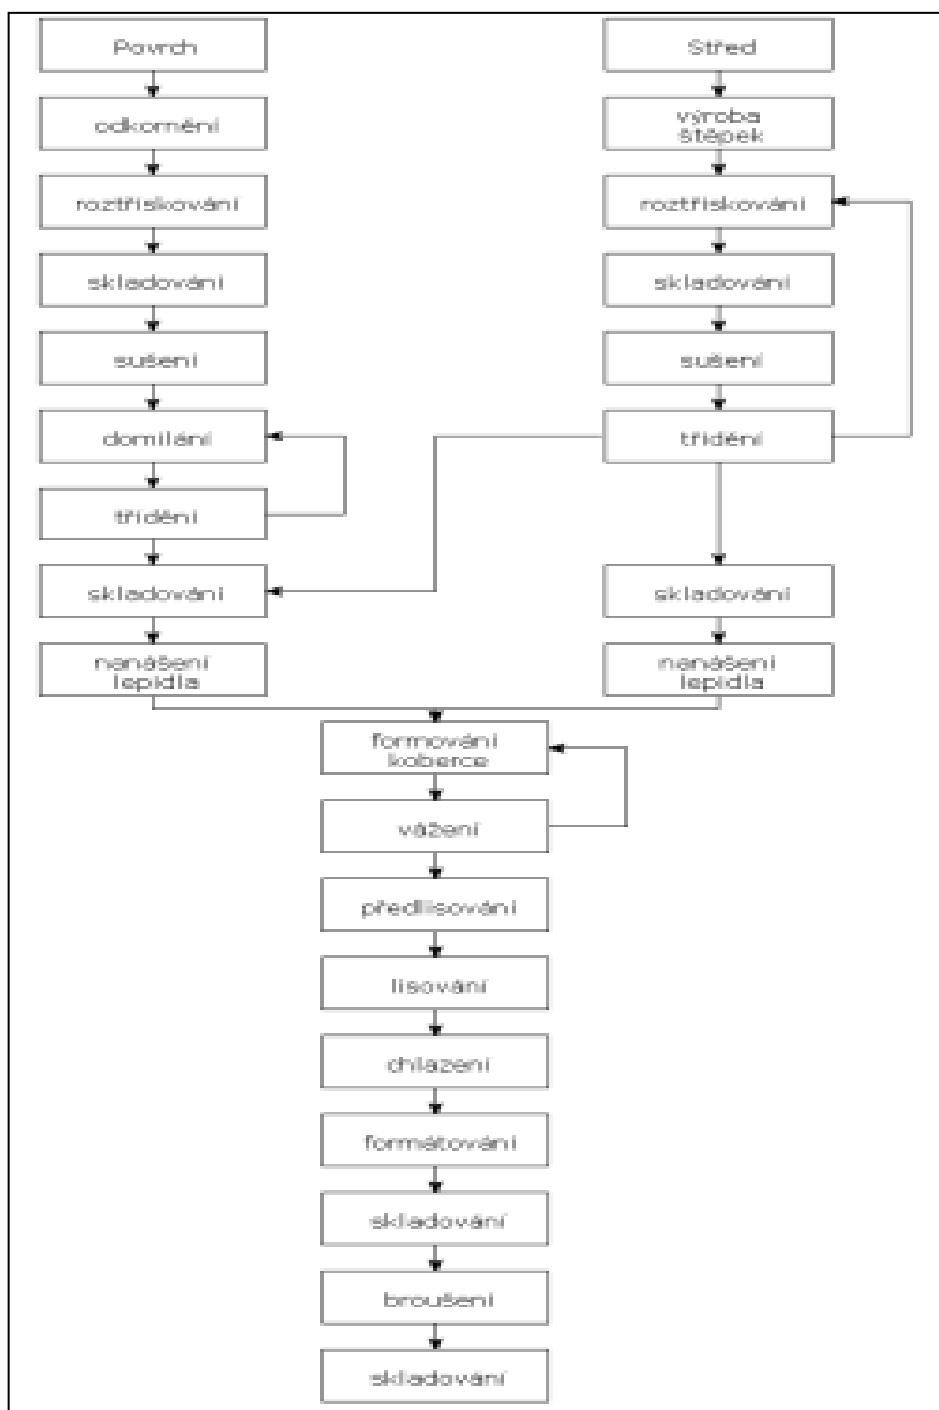 Povrch
odkornění
roztřískování
skladování
sušení
domílání
třídění
skladování
nanášení
lepidla
Střed
výroba
štěpek
roztřískování
skladování
sušení
třídění
skladování
nanášení
lepidla
formování
koberce
vážení
předlisování
lisování
chlazení
formátování
skladování
broušení
skladování